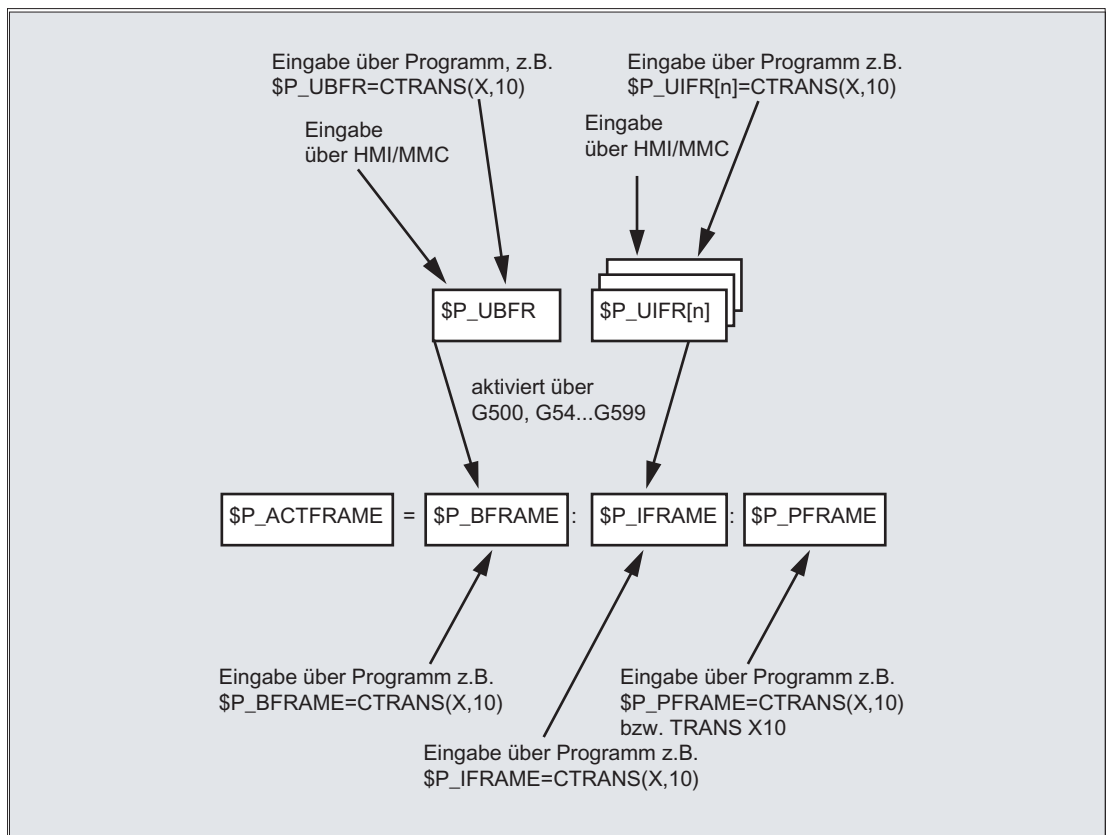 Eingabe über Programm, z.B.
$P_UBFR=CTRANS(X,10)
Eingabe über Programm z.B.
$P_UIFR[n]=CTRANS(X,10)
Eingabe
über HMI/MMC
Eingabe
über HMI/MMC
$P_UBFR
$P_UIFR[n]
aktiviert über
G500, G54...G599
$P_ACTFRAME = $P_BFRAME : $P_IFRAME : $P_PFRAME
Eingabe über Programm z.B.
$P_BFRAME=CTRANS(X,10)
Eingabe über Programm z.B.
$P_PFRAME=CTRANS(X,10)
bzw. TRANS X10
Eingabe über Programm z.B.
$P_IFRAME=CTRANS(X,10)